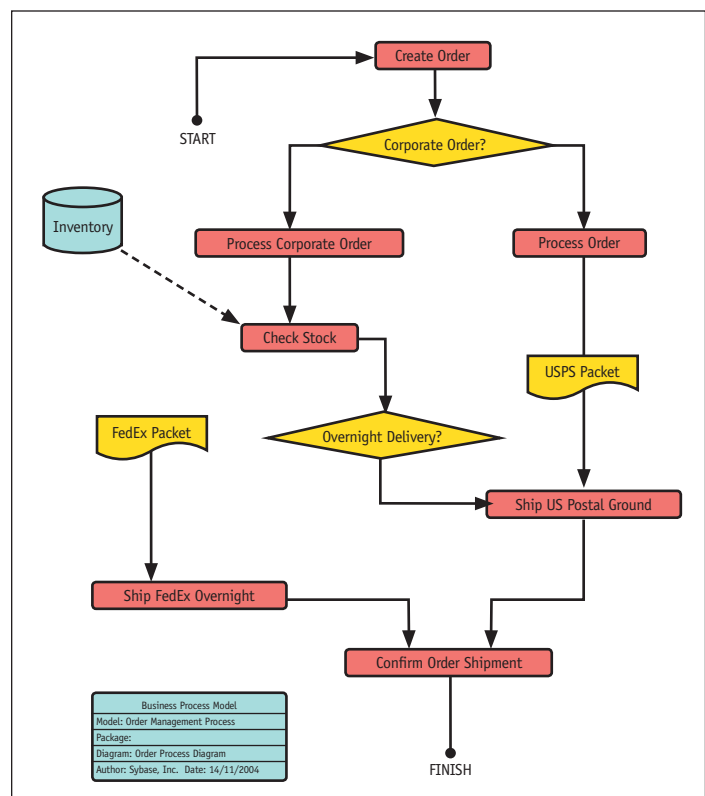 Create Order
START
Corporate Order?
Inventory
Process Corporate Order
Process Order
Check Stock
USPS Packet
FedEx Packet
Overnight Delivery?
Ship US Postal Ground
Ship FedEx Overnight
Confirm Order Shipment
Business Process Model
Model: Order Management Process
Package:
Diagram: Order Process Diagram
Author: Sybase, Inc. Date: 14/11/2004
FINISH